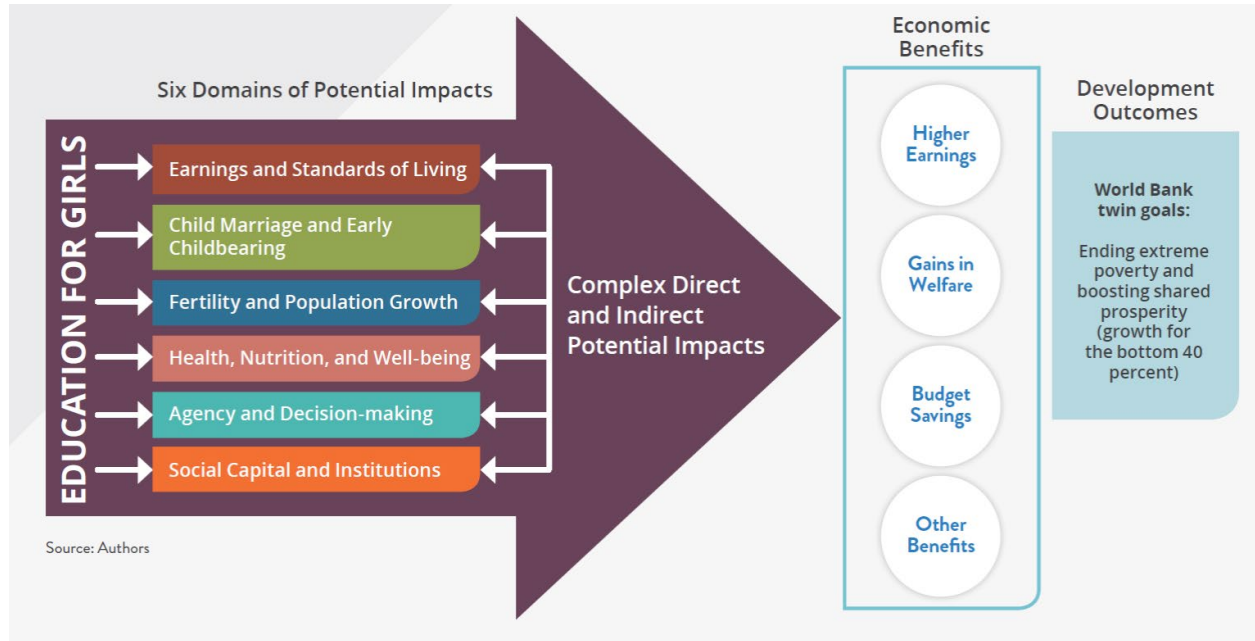 Six Domains of Potential Impacts
EDUCATION FOR GIRLS
Earnings and Standards of Living
Child Marriage and Early
Childbearing
Fertility and Population Growth
Health, Nutrition, and Well-being
Agency and Decision-making
Social Capital and Institutions
Complex Direct
and Indirect
Potential Impacts
Economic
Benefits
Higher
Earnings
Gains in
Welfare
Budget
Savings
Other
Benefits
Development
Outcomes
World Bank
twin goals:
Ending extreme
poverty and
boosting shared
prosperity
(growth for
the bottom 40
percent)
Source: Authors